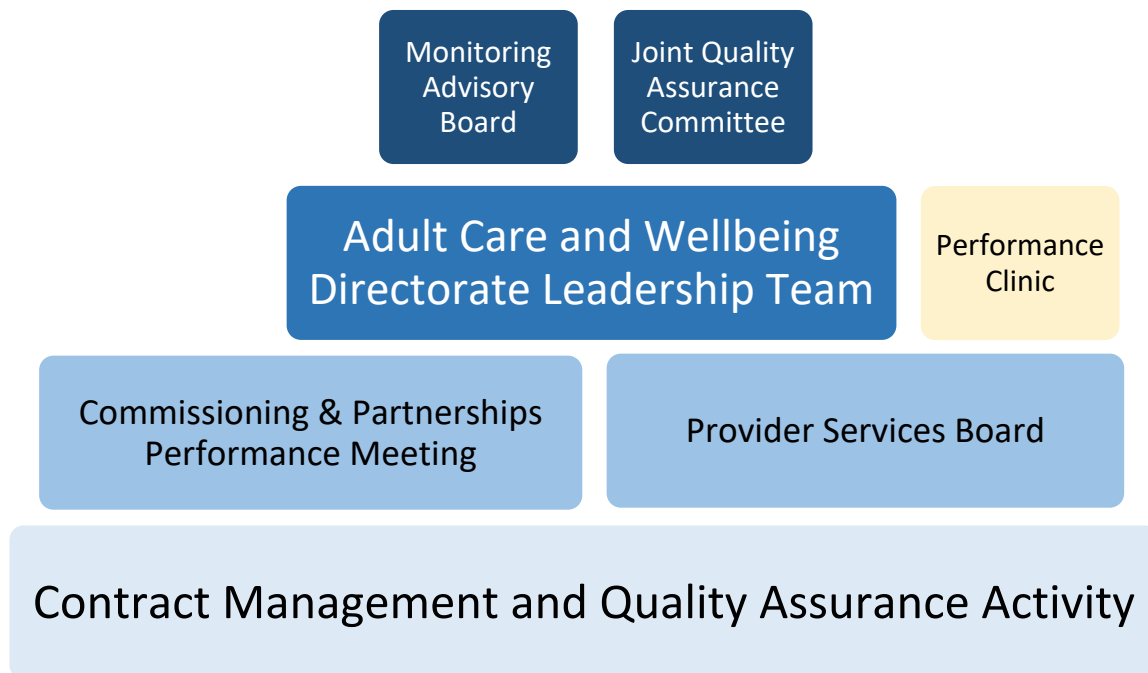 Monitoring
Advisory
Board
Joint Quality
Assurance
Committee
Adult Care and Wellbeing
Directorate Leadership Team
Performance
Clinic
Commissioning & Partnerships
Performance Meeting
Provider Services Board
Contract Management and Quality Assurance Activity